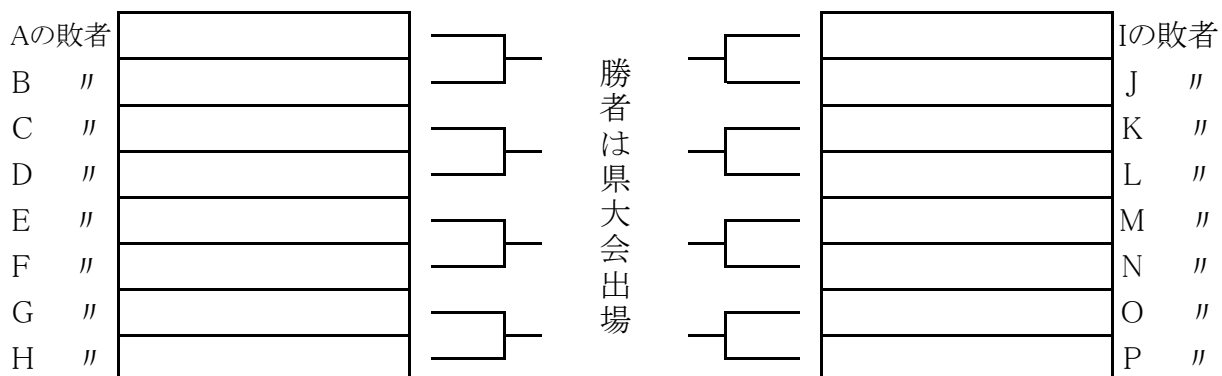 Aの敗者
B 〃
C 〃
D 〃
E 〃
F 〃
G 〃
H 〃
勝者は県大会出場
Iの敗者
J 〃
K 〃
L 〃
M 〃
N 〃
O 〃
P 〃